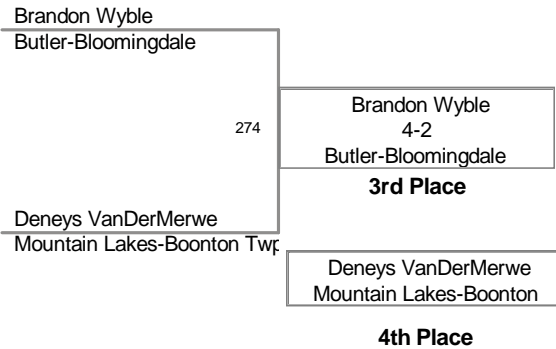 Brandon Wyble
Butler-Bloomingdale
274
Brandon Wyble
4-2
Butler-Bloomingdale
3rd Place
Deneys VanDerMerwe
Mountain Lakes-Boonton Twp
Deneys VanDerMerwe
Mountain Lakes-Boonton
4th Place